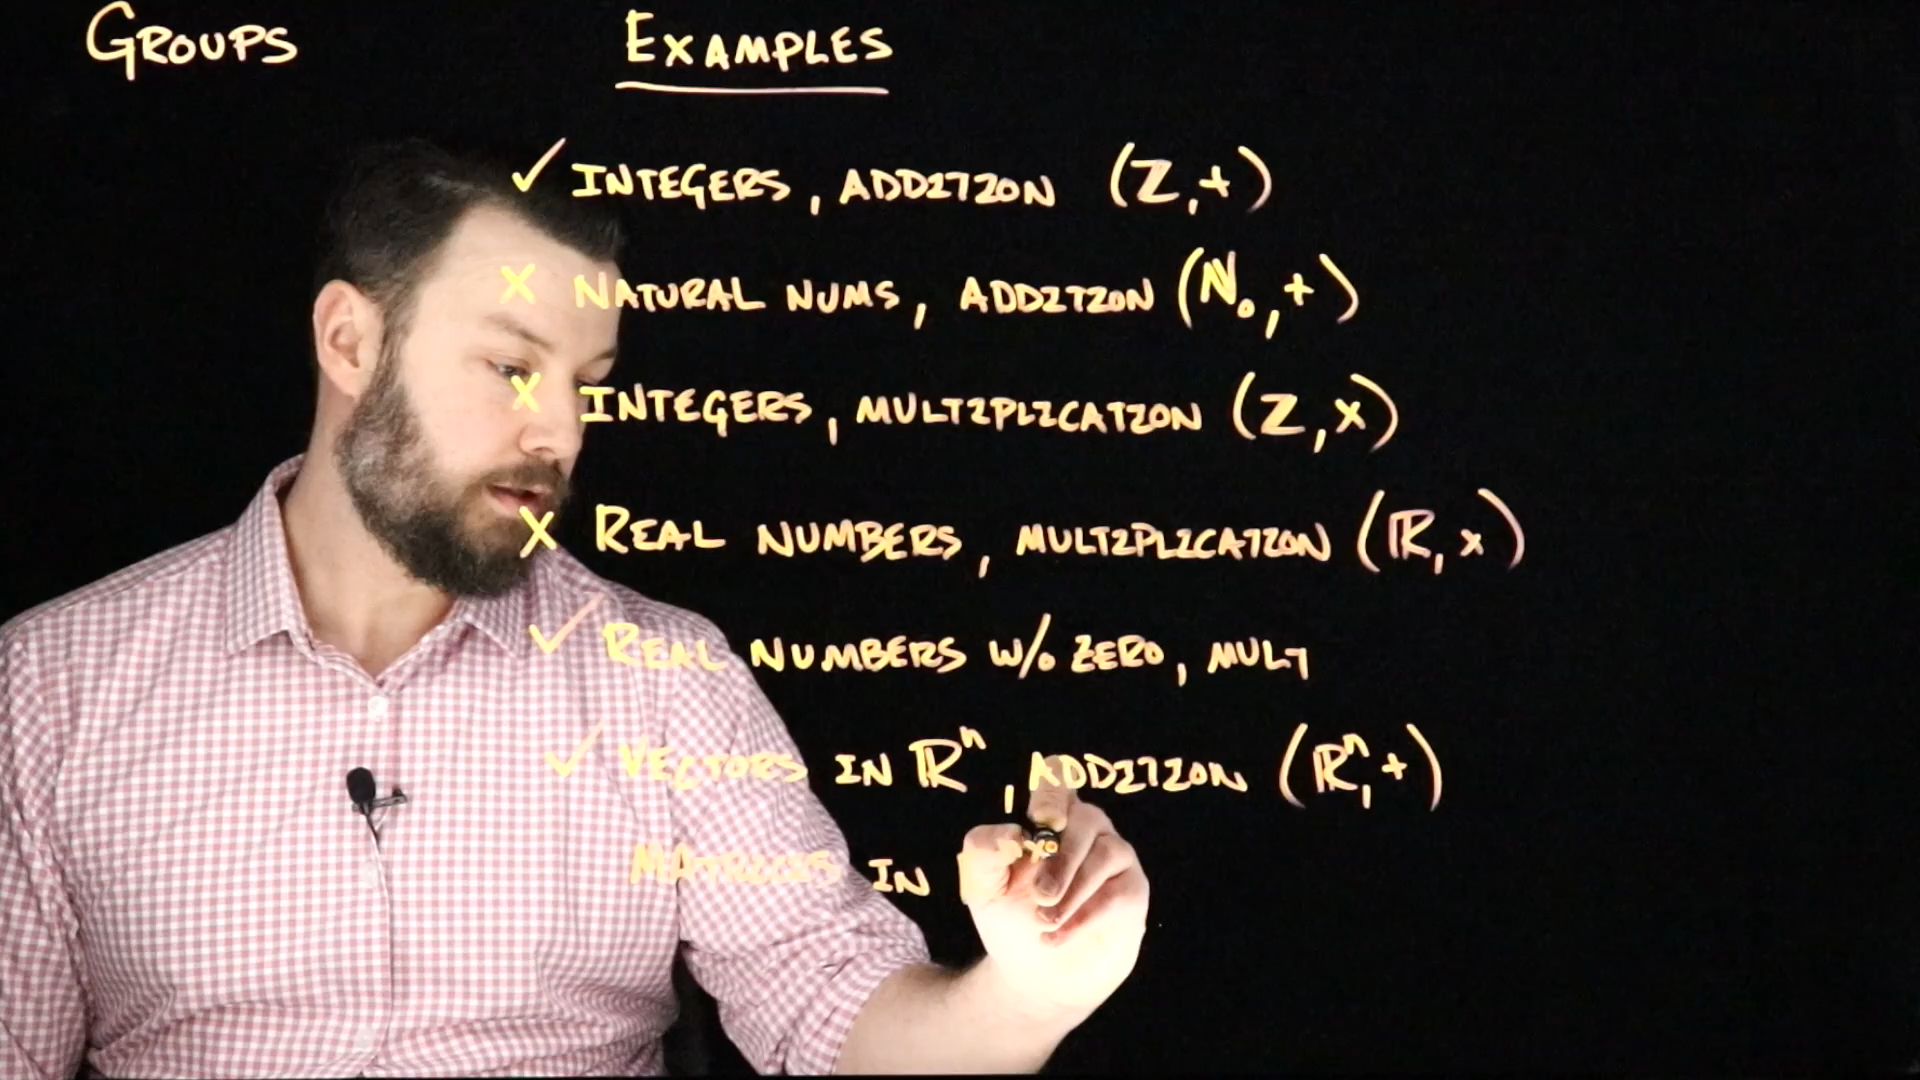 GROUPS
EXAMPLES
✓ INTEGERS, ADDITION (Z,+)
X NATURAL NUMS, ADDITION (N₀,+)
X INTEGERS, MULTIPLICATION (Z,x)
X REAL NUMBERS, MULTIPLICATION (ℝ,x)
✓ REAL NUMBERS W/O ZERO, MULT
✓ VECTORS IN ℝⁿ, ADDITION (ℝⁿ,+)
MATRICES IN